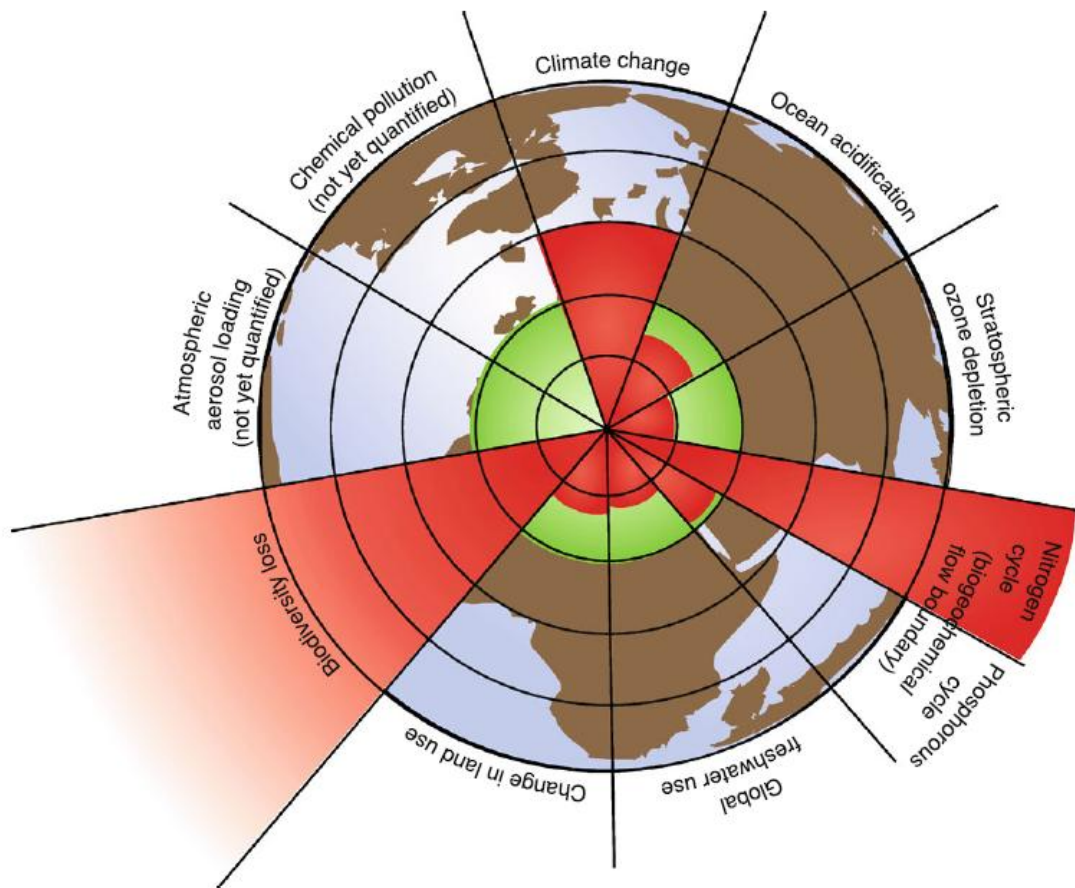 Climate change
Ocean acidification
Stratospheric
ozone depletion
Nitrogen
cycle
(biogeochemical
flow boundary)
Phosphorous
cycle
Global
freshwater use
Change in land use
Biodiversity loss
Atmospheric
aerosol loading
(not yet quantified)
Chemical pollution
(not yet quantified)